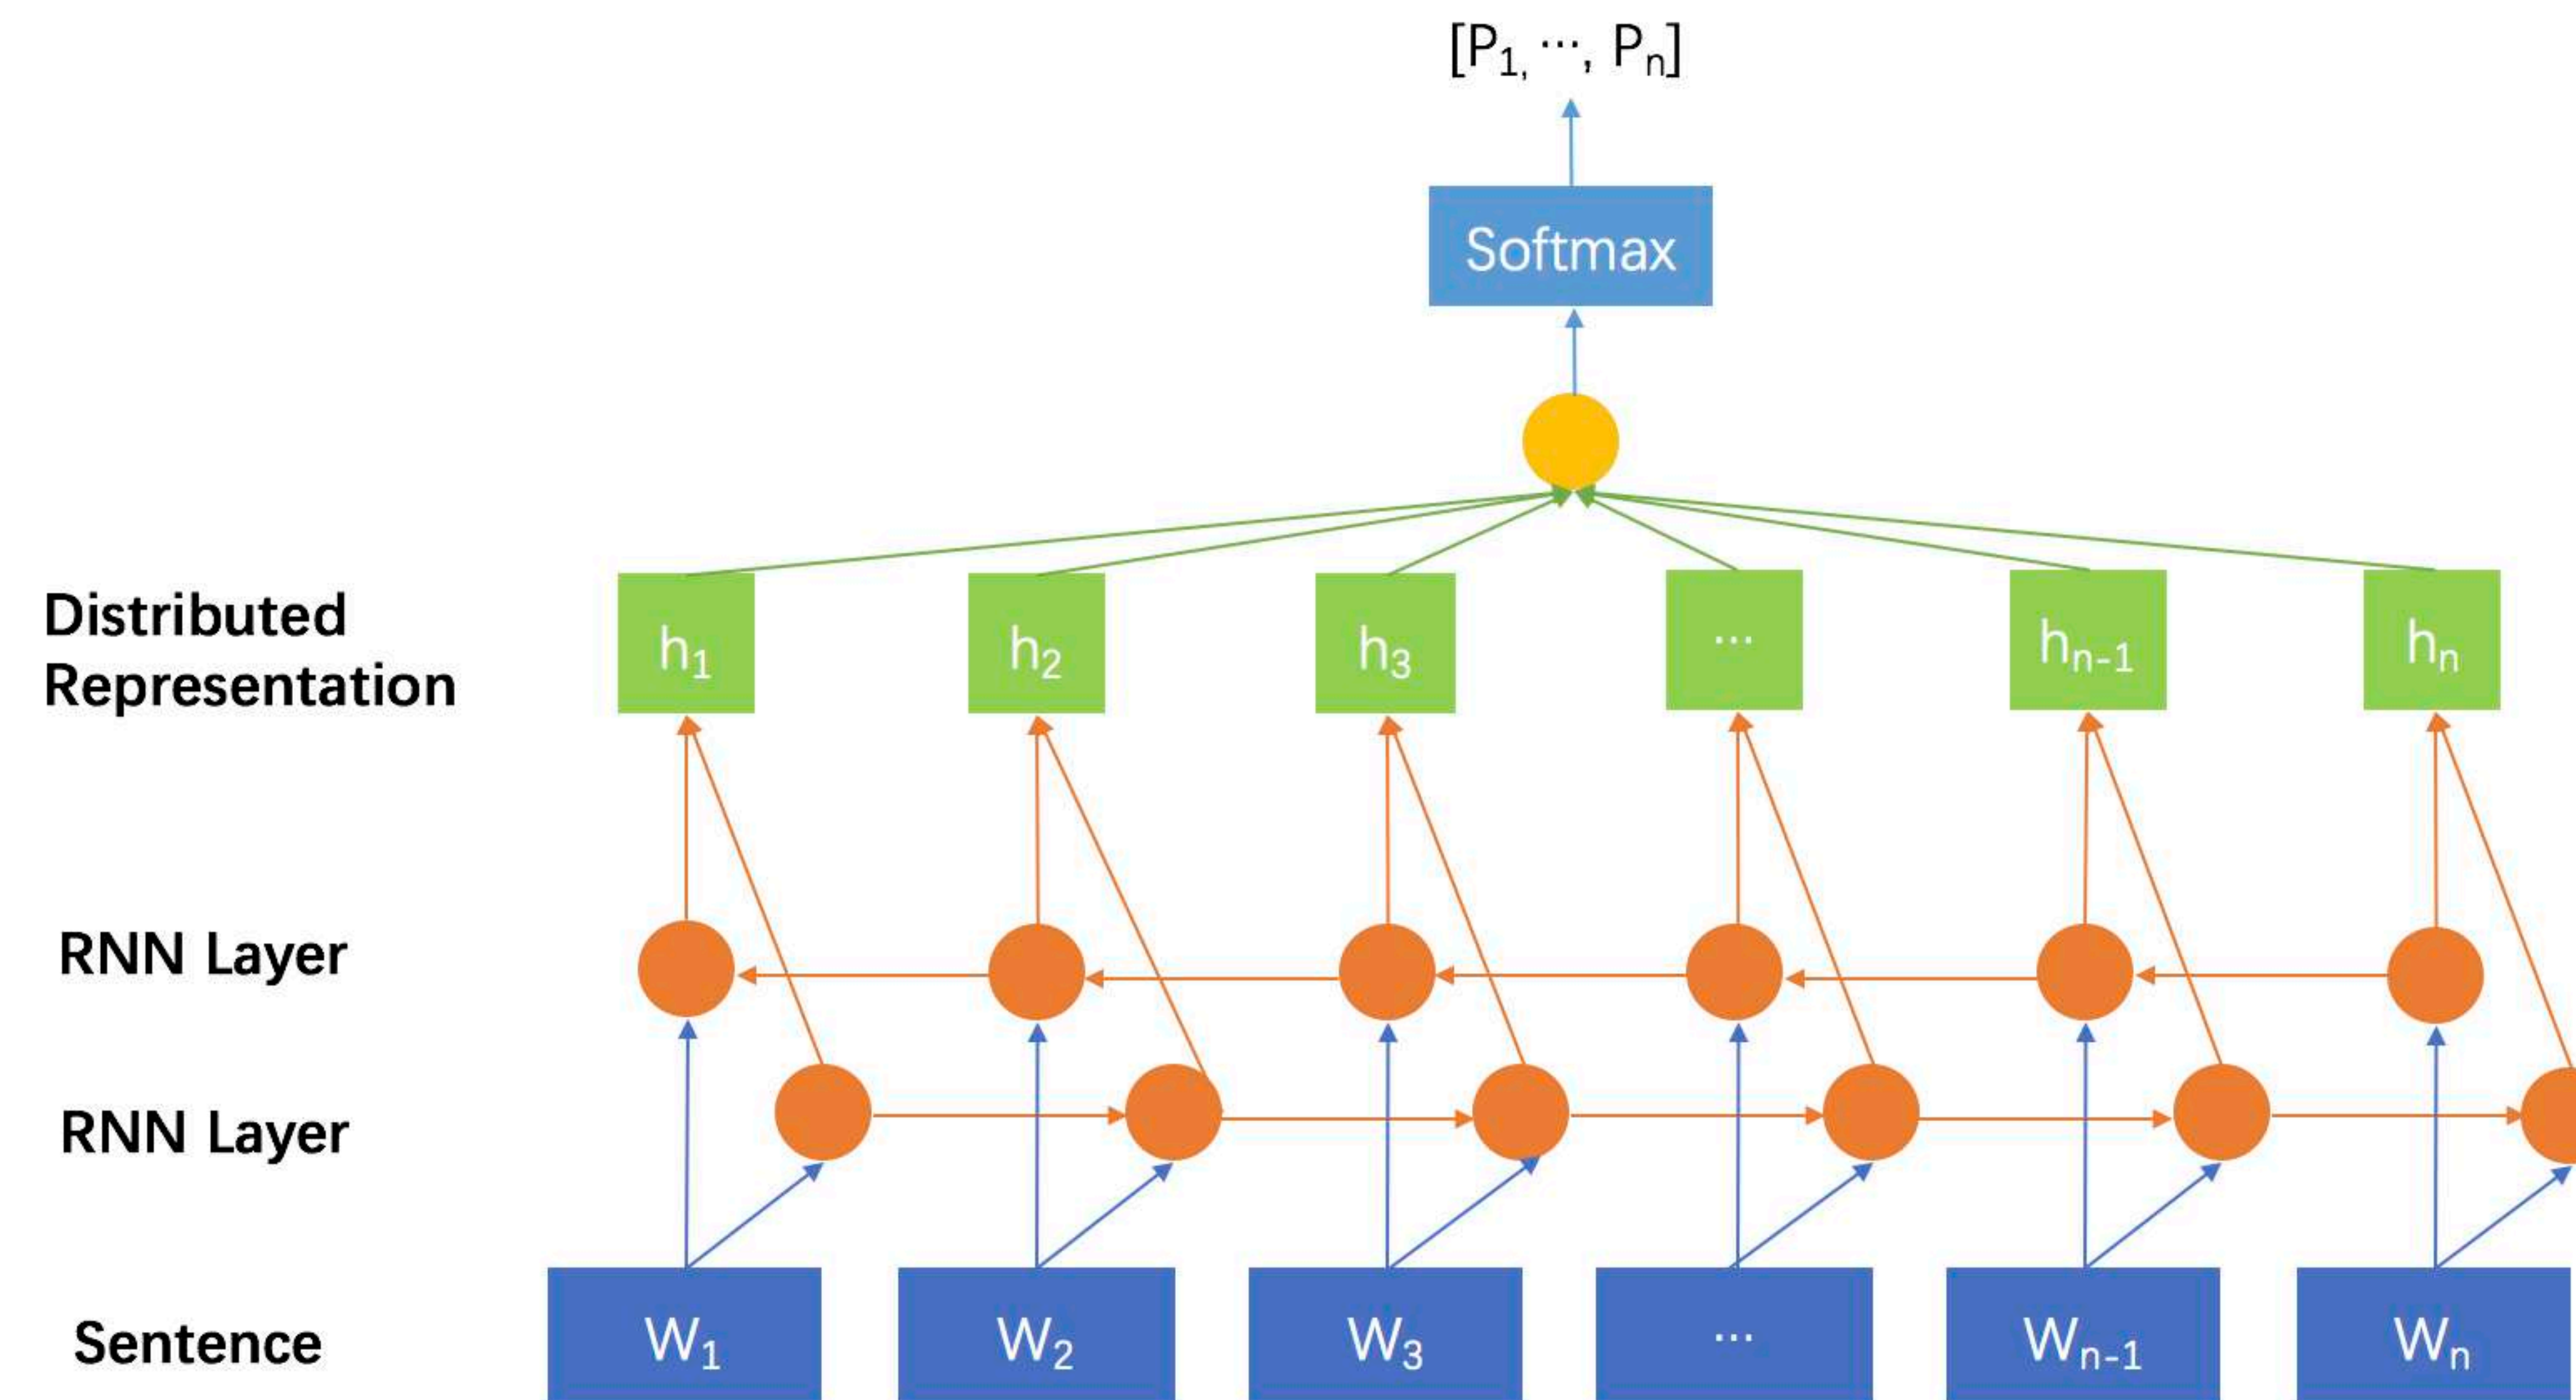 [P₁, ···, Pₙ]
Softmax
Distributed
Representation
h₁ h₂ h₃ ··· hₙ₋₁ hₙ
RNN Layer
RNN Layer
Sentence
W₁ W₂ W₃ ··· Wₙ₋₁ Wₙ